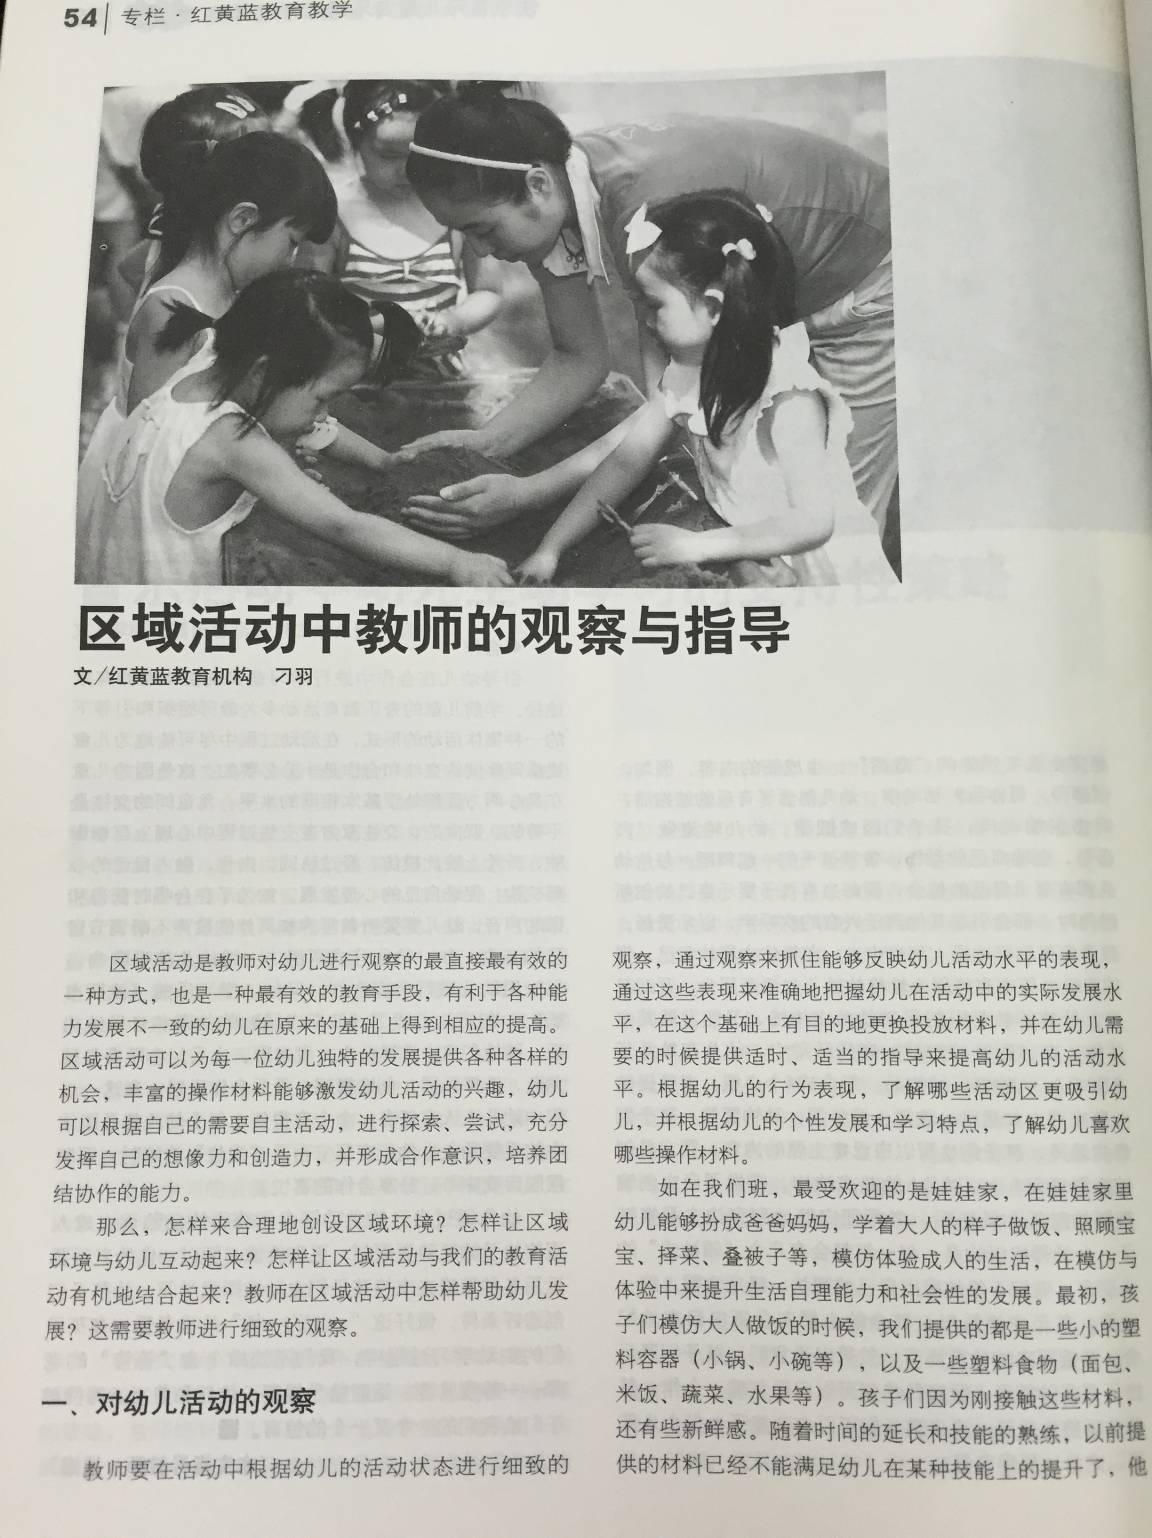 54 专栏·红黄蓝教育教学
区域活动中教师的观察与指导
文/红黄蓝教育机构 刁羽
区域活动是教师对幼儿进行观察的最直接最有效的
一种方式，也是一种最有效的教育手段，有利于各种能
力发展不一致的幼儿在原来的基础上得到相应的提高。
区域活动可以为每一位幼儿独特的发展提供各种各样的
机会，丰富的操作材料能够激发幼儿活动的兴趣，幼儿
可以根据自己的需要自主活动，进行探索、尝试，充分
发挥自己的想像力和创造力，并形成合作意识，培养团
结协作的能力。
那么，怎样来合理地创设区域环境？怎样让区域
环境与幼儿互动起来？怎样让区域活动与我们的教育活
动有机地结合起来？教师在区域活动中怎样帮助幼儿发
展？这需要教师进行细致的观察。
一、对幼儿活动的观察
教师要在活动中根据幼儿的活动状态进行细致的
观察，通过观察来抓住能够反映幼儿活动水平的表现，
通过这些表现来准确地把握幼儿在活动中的实际发展水
平，在这个基础上有目的地更换投放材料，并在幼儿需
要的时候提供适时、适当的指导来提高幼儿的活动水
平。根据幼儿的行为表现，了解哪些活动区更吸引幼
儿，并根据幼儿的个性发展和学习特点，了解幼儿喜欢
哪些操作材料。
如在我们班，最受欢迎的是娃娃家，在娃娃家里
幼儿能够扮成爸爸妈妈，学着大人的样子做饭、照顾宝
宝、择菜、叠被子等，模仿体验成人的生活，在模仿与
体验中来提升生活自理能力和社会性的发展。最初，孩
子们模仿大人做饭的时候，我们提供的都是一些小的塑
料容器（小锅、小碗等），以及一些塑料食物（面包、
米饭、蔬菜、水果等）。孩子们因为刚接触这些材料，
还有些新鲜感。随着时间的延长和技能的熟练，以前提
供的材料已经不能满足幼儿在某种技能上的提升了，他